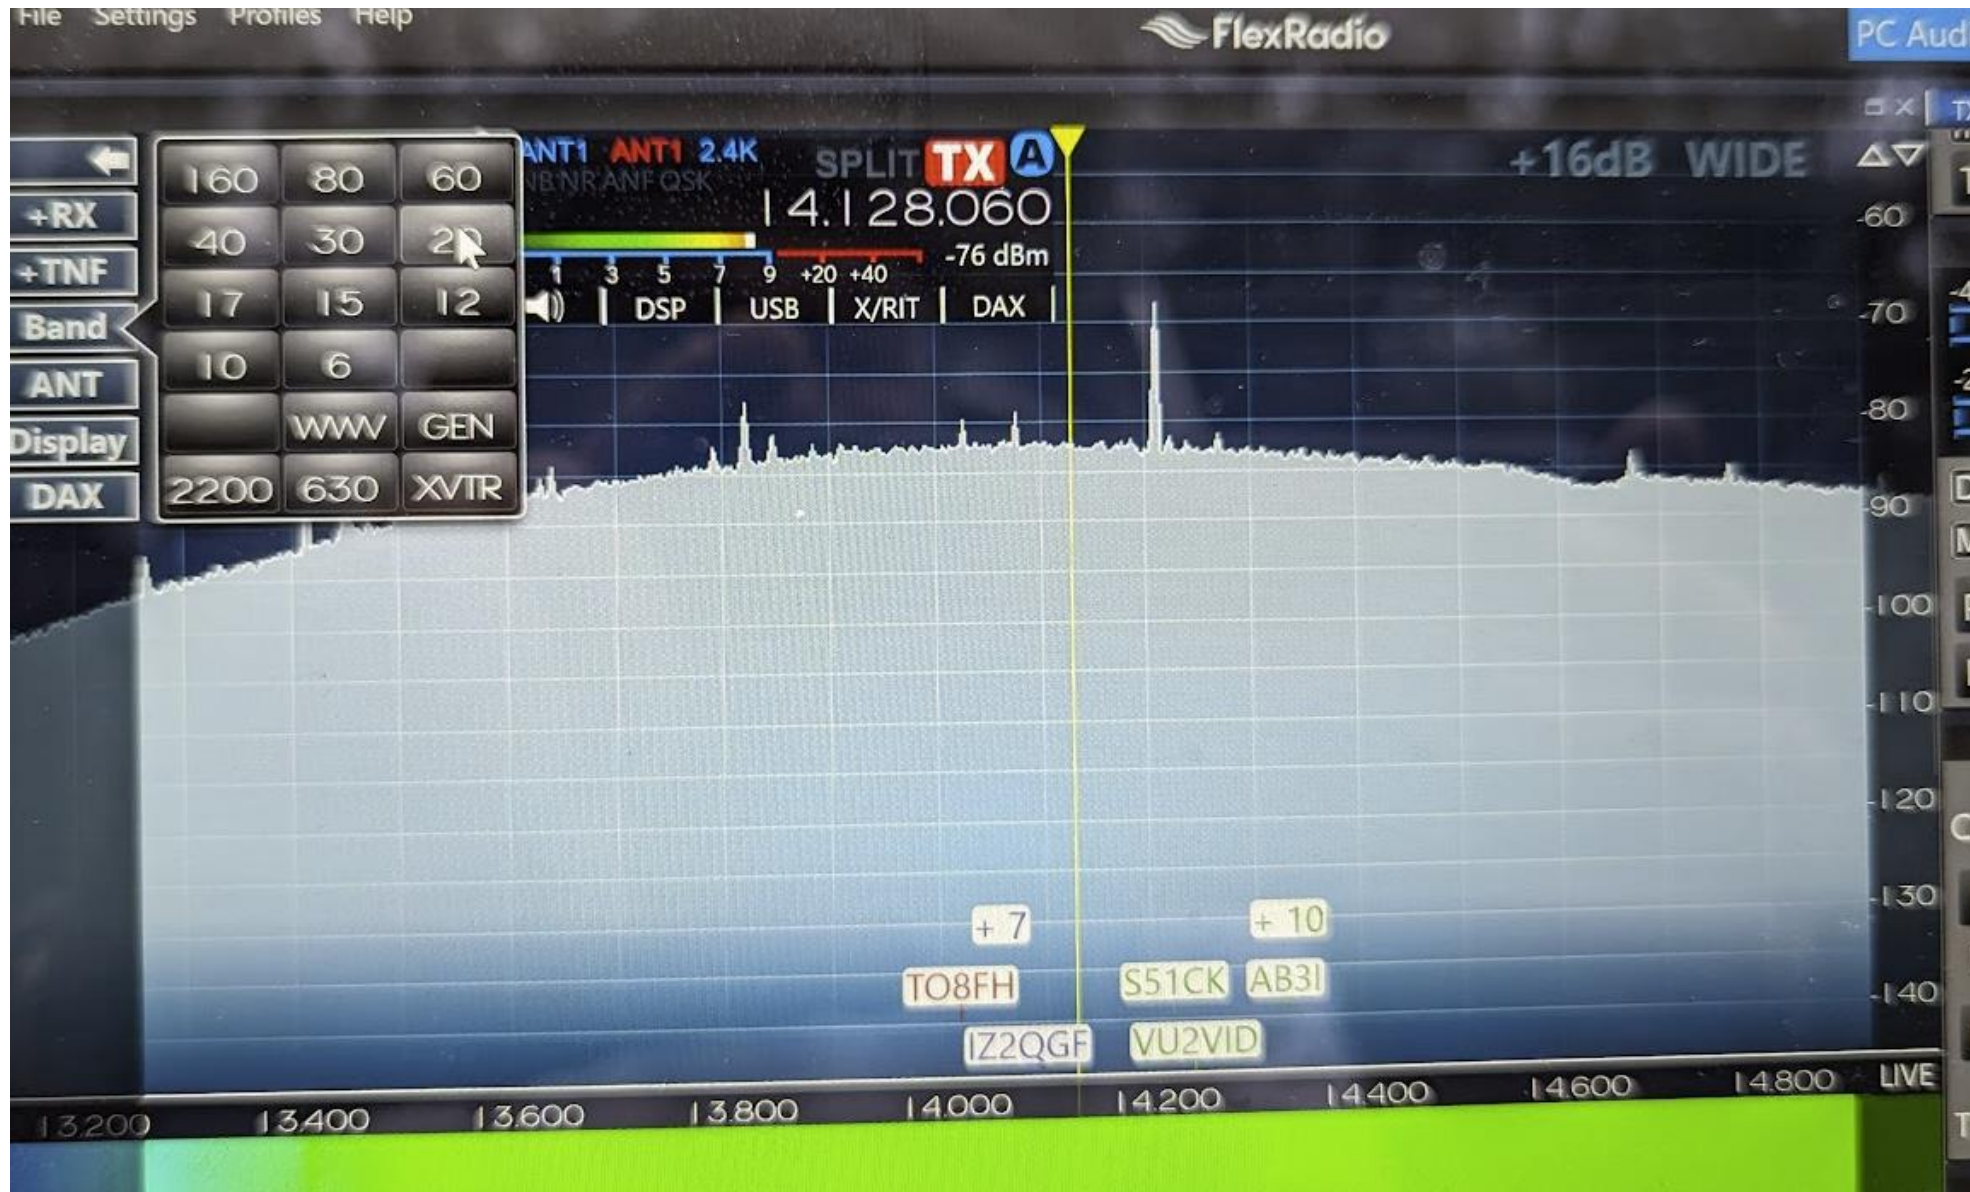 File Settings Profiles Help
FlexRadio
PC Aud
+RX
+TNF
Band
ANT
Display
DAX
160 80 60
40 30 20
17 15 12
10 6
WWV GEN
2200 630 XVTR
ANT1 ANT1 2.4K SPLIT TX A
NB NR ANF QSK
14.128.060
-76 dBm
1 3 5 7 9 +20 +40
DSP USB X/RIT DAX
+16dB WIDE
-60
-70
-80
-90
-100
-110
-120
-130
-140
+ 7 + 10
TO8FH S51CK AB3I
IZ2QGF VU2VID
13.200 13.400 13.600 13.800 14.000 14.200 14.400 14.600 14.800 LIVE